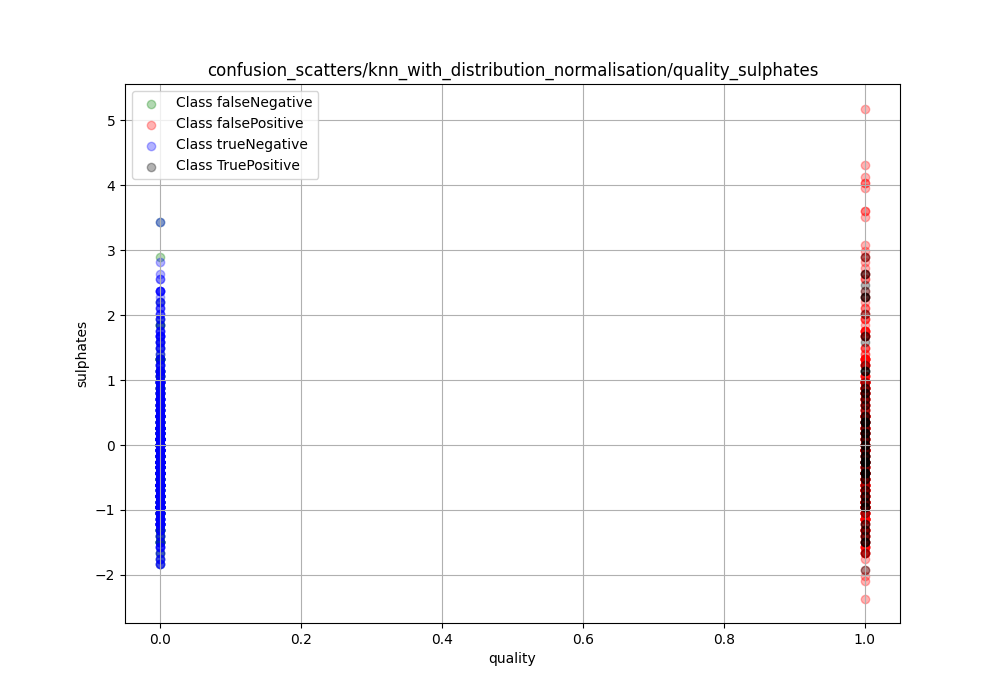 confusion_scatters/knn_with_distribution_normalisation/quality_sulphates
Class falseNegative
Class falsePositive
Class trueNegative
Class TruePositive
5
4
3
2
1
0
−1
−2
sulphates
0.0 0.2 0.4 0.6 0.8 1.0
quality